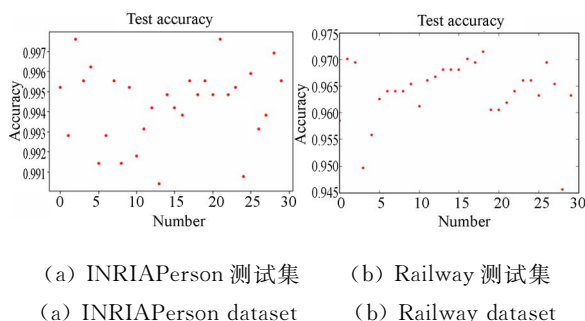 Test accuracy
Accuracy
0.997
0.996
0.995
0.994
0.993
0.992
0.991
0 5 10 15 20 25 30
Number
Test accuracy
Accuracy
0.975
0.970
0.965
0.960
0.955
0.950
0.945
0 5 10 15 20 25 30
Number
(a) INRIAPerson 测试集 (b) Railway 测试集
(a) INRIAPerson dataset (b) Railway dataset